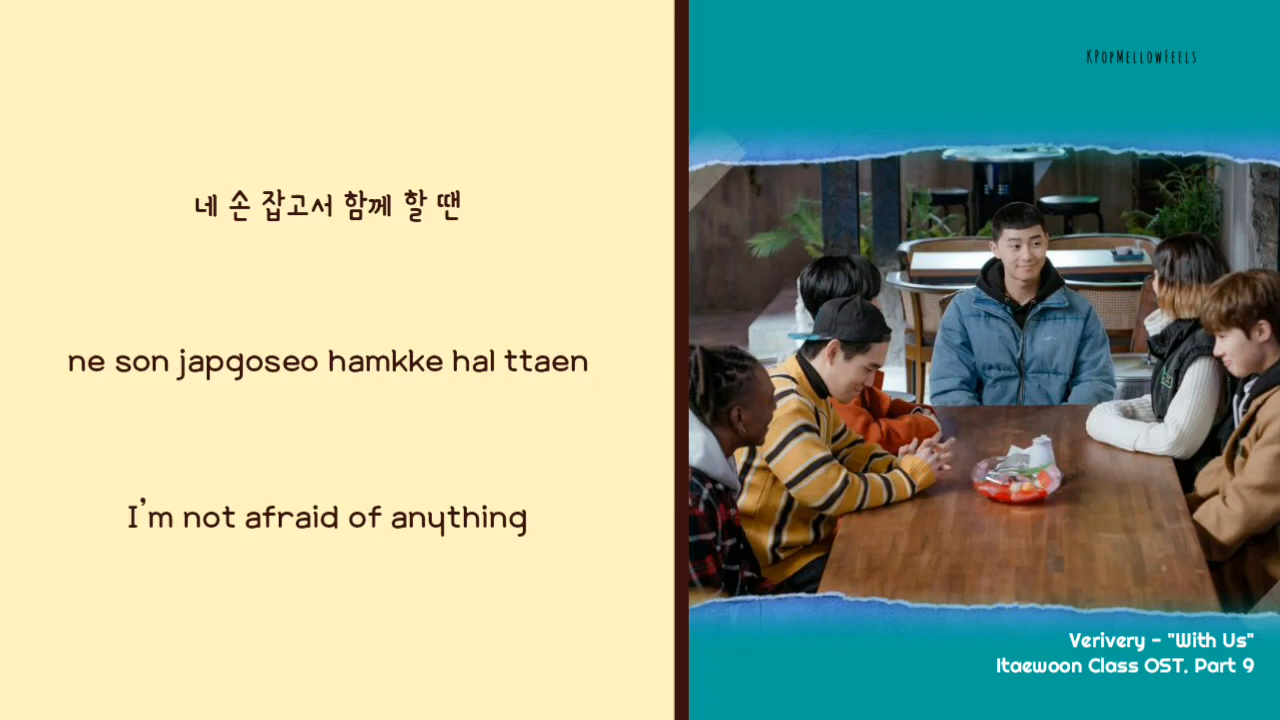 네 손 잡고서 함께 할 땐
ne son japgoseo hamkke hal ttaen
I'm not afraid of anything
KPopMellowFeels
Verivery - "With Us"
Itaewoon Class OST. Part 9